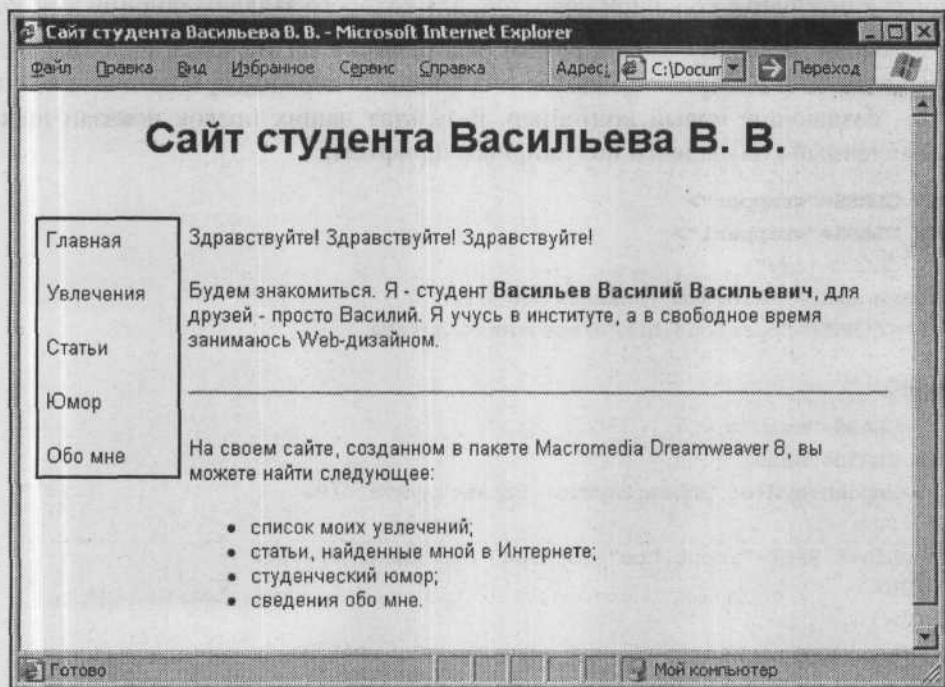 Сайт студента Васильева В. В. - Microsoft Internet Explorer
Файл Правка Вид Избранное Сервис Справка Адрес: C:\Docum Переход
Сайт студента Васильева В. В.
Главная
Увлечения
Статьи
Юмор
Обо мне
Здравствуйте! Здравствуйте! Здравствуйте!
Будем знакомиться. Я - студент Васильев Василий Васильевич, для
друзей - просто Василий. Я учусь в институте, а в свободное время
занимаюсь Web-дизайном.
На своем сайте, созданном в пакете Macromedia Dreamweaver 8, вы
можете найти следующее:
• список моих увлечений;
• статьи, найденные мной в Интернете;
• студенческий юмор;
• сведения обо мне.
Готово Мой компьютер